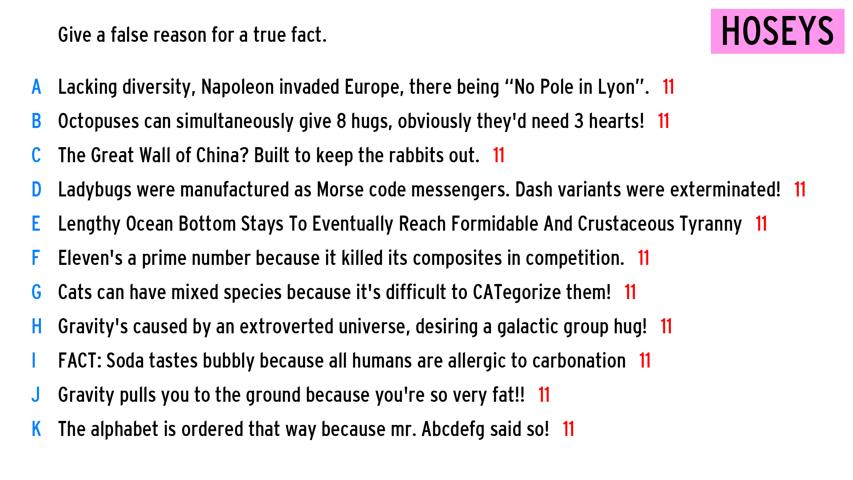 Give a false reason for a true fact.
HOSEYS
A Lacking diversity, Napoleon invaded Europe, there being “No Pole in Lyon”. 11
B Octopuses can simultaneously give 8 hugs, obviously they'd need 3 hearts! 11
C The Great Wall of China? Built to keep the rabbits out. 11
D Ladybugs were manufactured as Morse code messengers. Dash variants were exterminated! 11
E Lengthy Ocean Bottom Stays To Eventually Reach Formidable And Crustaceous Tyranny 11
F Eleven's a prime number because it killed its composites in competition. 11
G Cats can have mixed species because it's difficult to CATegorize them! 11
H Gravity's caused by an extroverted universe, desiring a galactic group hug! 11
I FACT: Soda tastes bubbly because all humans are allergic to carbonation 11
J Gravity pulls you to the ground because you're so very fat!! 11
K The alphabet is ordered that way because mr. Abcdefg said so! 11